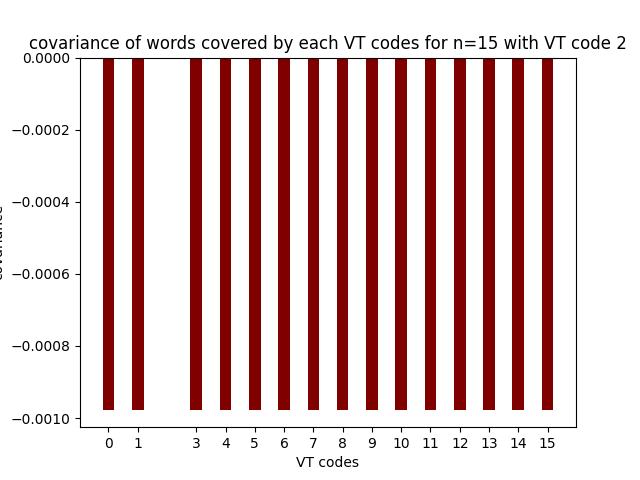 covariance of words covered by each VT codes for n=15 with VT code 2
0.0000
−0.0002
−0.0004
−0.0006
−0.0008
−0.0010
0 1 3 4 5 6 7 8 9 10 11 12 13 14 15
VT codes